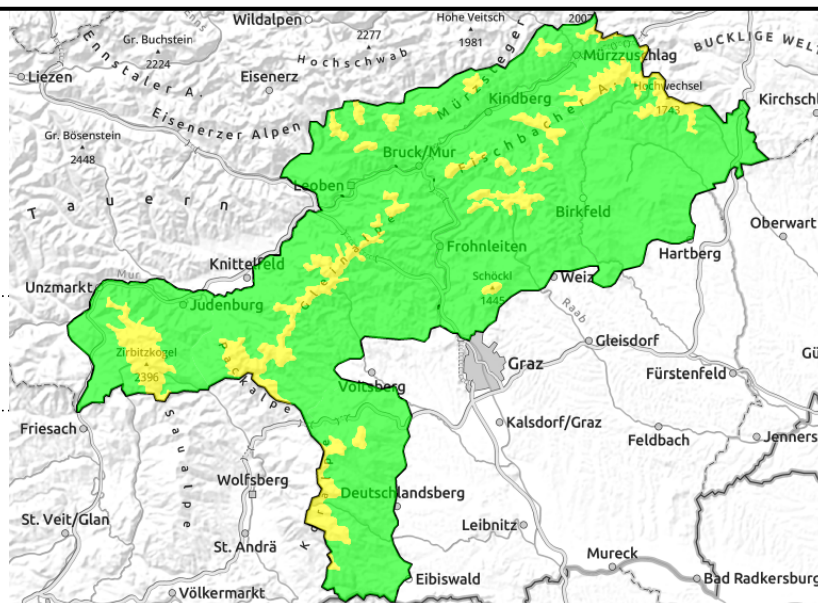 Wildalpen
Hohe Veitsch
1981
2007
Ennstaler A.
Gr. Buchstein
2224
2277
Hochschwab
Mürzsteger
Mürzzuschlag
BUCKLIGE WELT
Liezen
Eisenerz
Hochwechsel
1743
Kirchschl
Eisenerzer Alpen
Kindberg
Fischbacher A.
Gr. Bösenstein
2448
Bruck/Mur
Leoben
Tauern
Birkfeld
Oberwart
Gleinalpe
Frohnleiten
Hartberg
Knittelfeld
Mur
Unzmarkt
Judenburg
Schöckl
1445
Weiz
Raab
Zirbitzkogel
2396
Packalpe
Gleisdorf
Graz
Voitsberg
Fürstenfeld
Gü
Friesach
Saualpe
Kalsdorf/Graz
Feldbach
Jenners
Wolfsberg
Koralpe
Deutschlandsberg
St. Veit/Glan
St. Andrä
Leibnitz
Mureck
Eibiswald
Bad Radkersburg
Völkermarkt